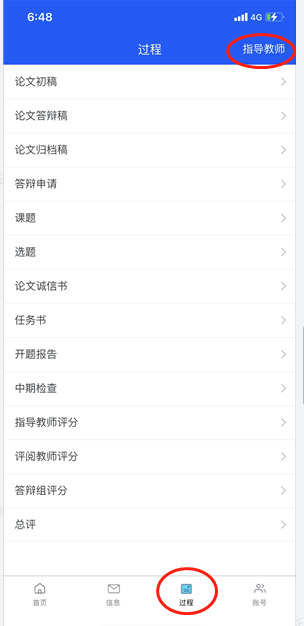 6:48
4G
过程
指导教师
论文初稿
论文答辩稿
论文归档稿
答辩申请
课题
选题
论文诚信书
任务书
开题报告
中期检查
指导教师评分
评阅教师评分
答辩组评分
总评
首页
信息
过程
账号